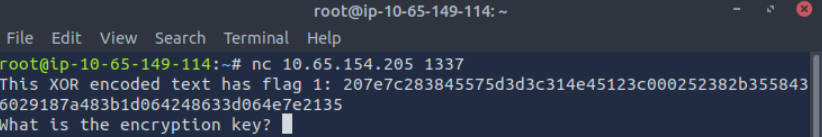 root@ip-10-65-149-114: ~
File Edit View Search Terminal Help
root@ip-10-65-149-114:~# nc 10.65.154.205 1337
This XOR encoded text has flag 1: 207e7c283845575d3d3c314e45123c000252382b355843
6029187a483b1d064248633d064e7e2135
What is the encryption key?